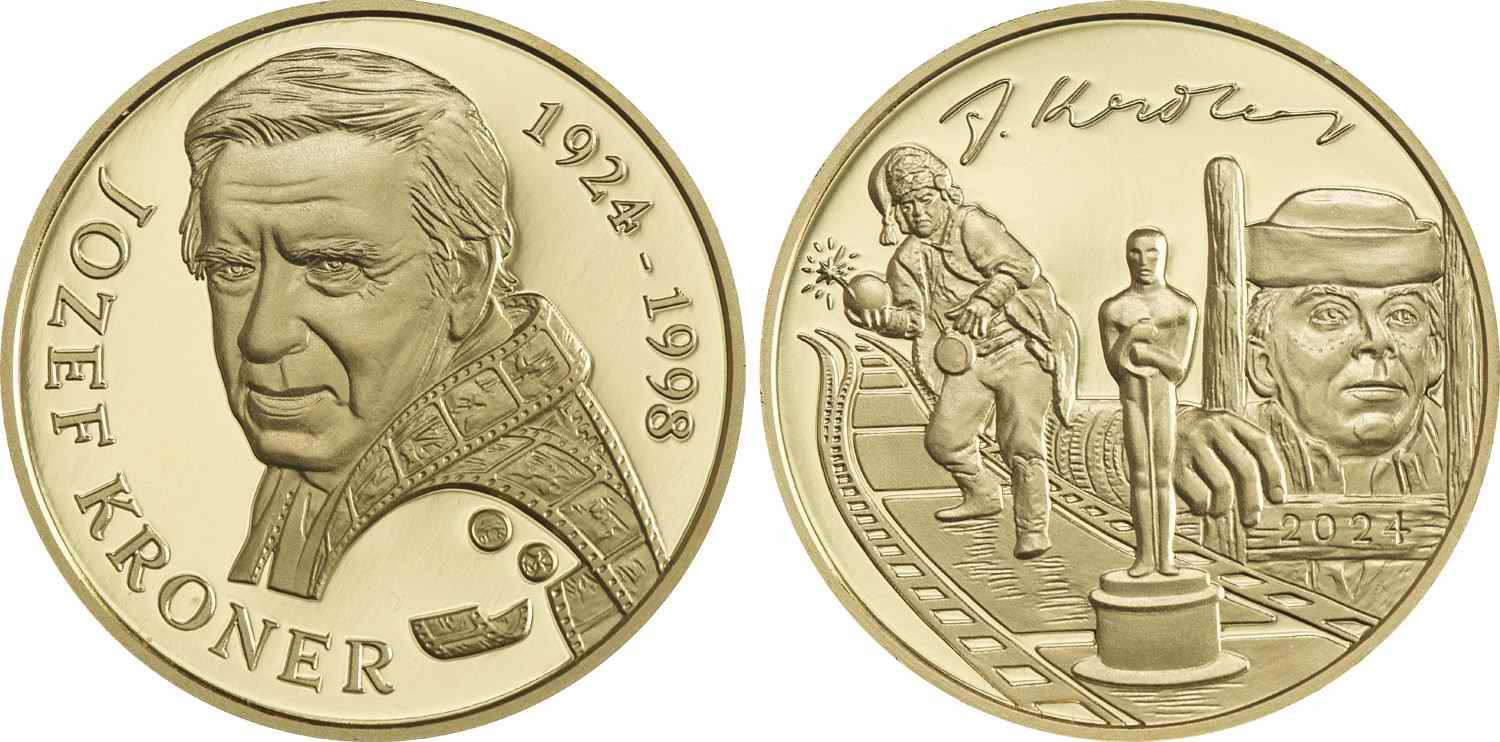 JOZEF KRONER
1924 - 1998
J. Kroner
2024